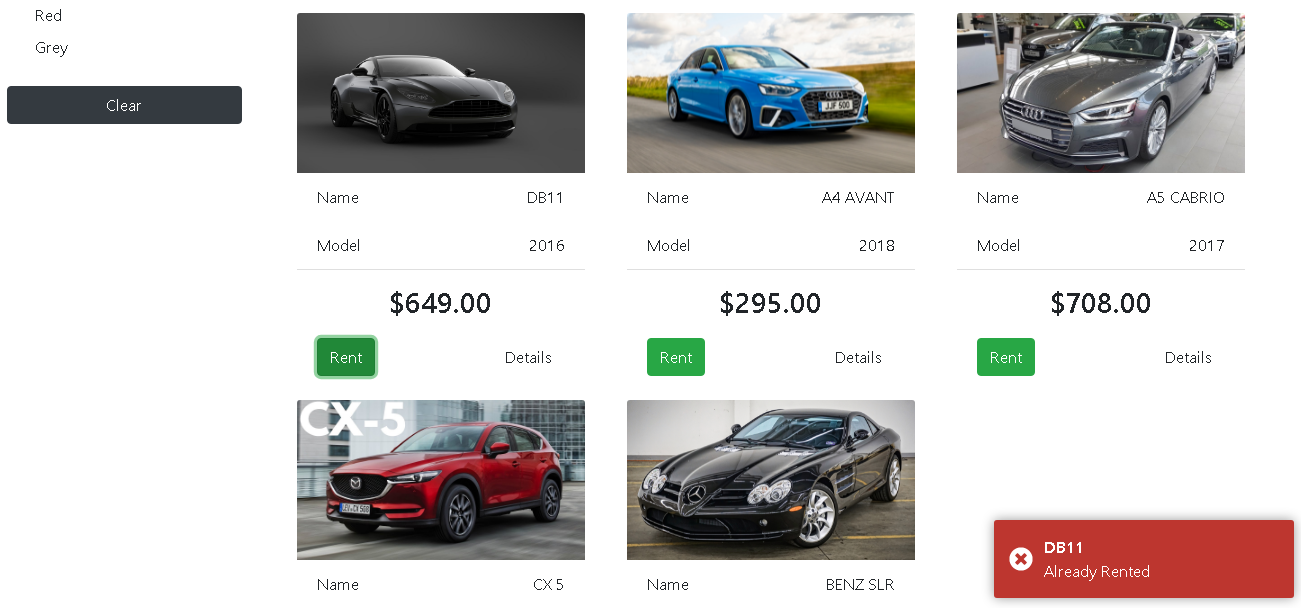 Red
Grey
Clear
Name DB11
Model 2016
$649.00
Rent Details
JJF 500
Name A4 AVANT
Model 2018
$295.00
Rent Details
Name A5 CABRIO
Model 2017
$708.00
Rent Details
CX-5
Name CX 5
Name BENZ SLR
DB11
Already Rented